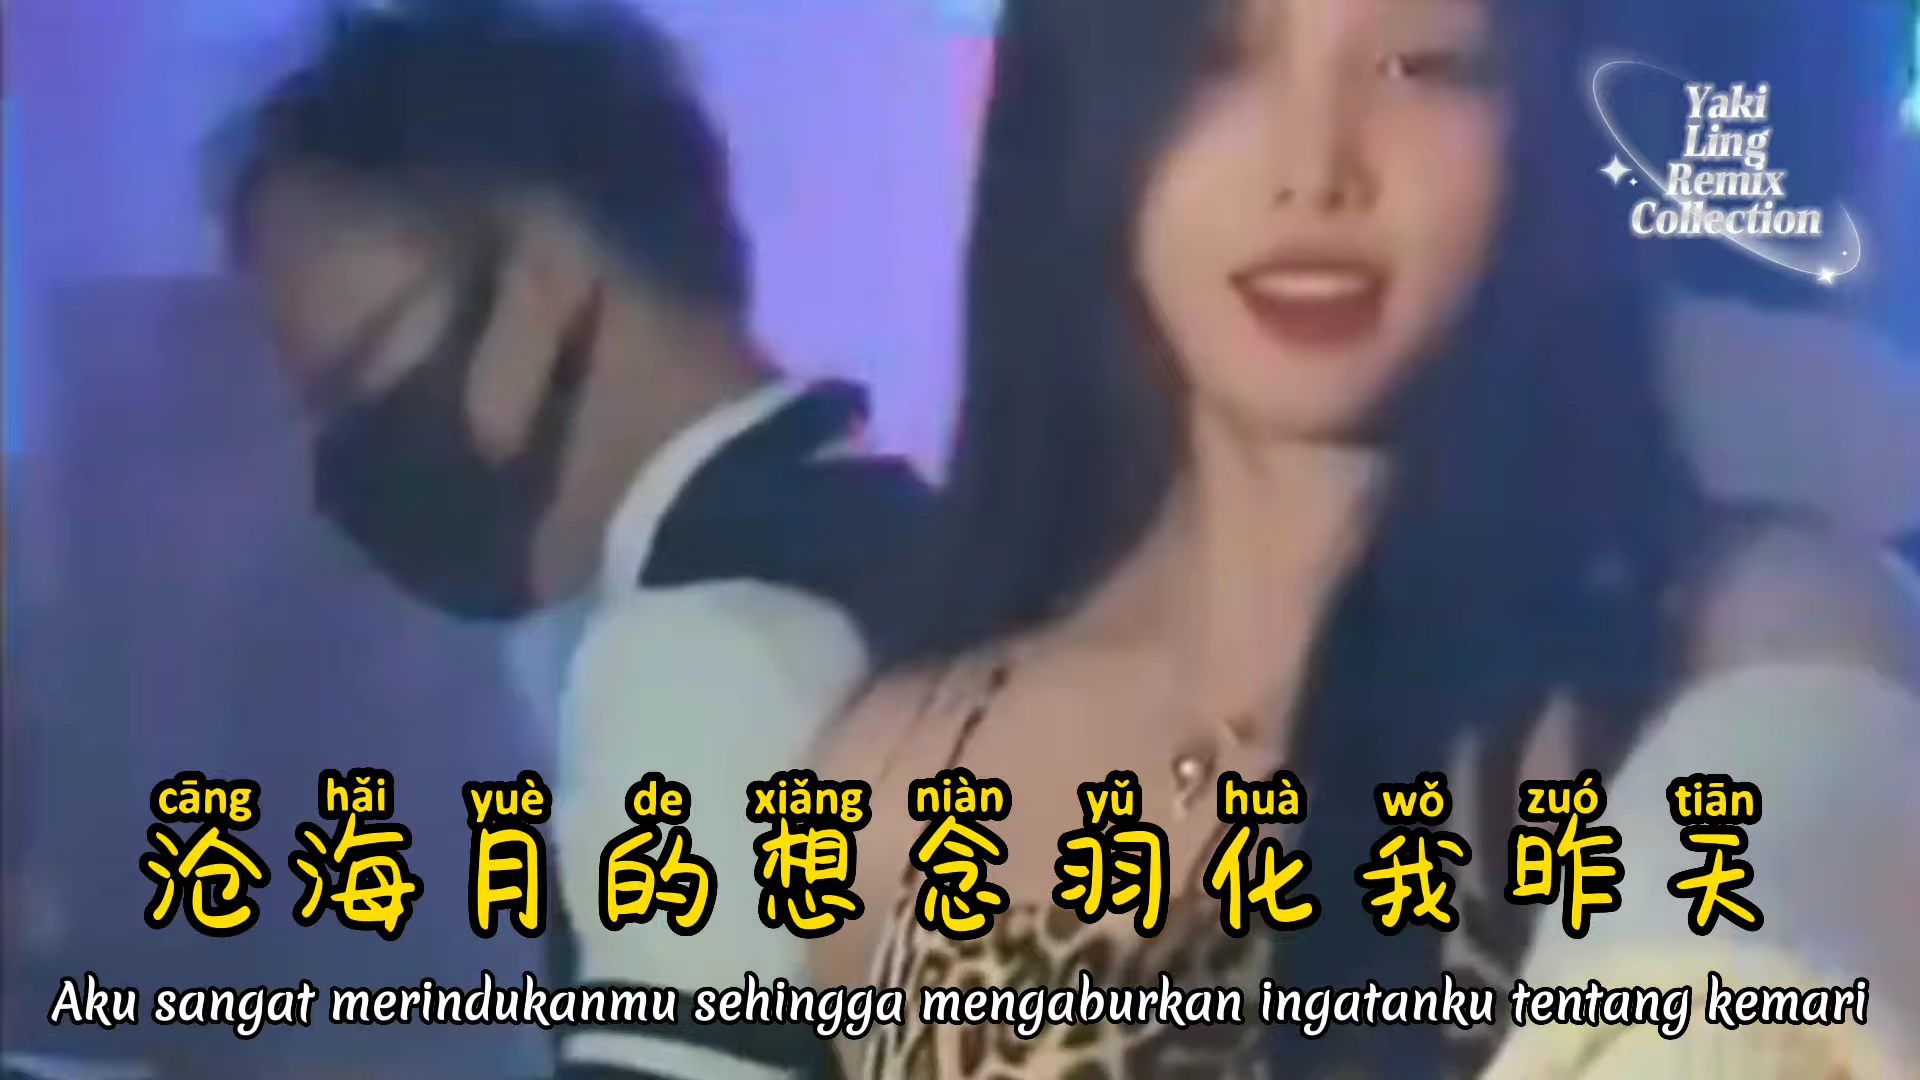 Yaki
Ling
Remix
Collection
cāng hǎi yuè de xiǎng niàn yǔ huà wǒ zuó tiān
沧海月的想念羽化我昨天
Aku sangat merindukanmu sehingga mengaburkan ingatanku tentang kemari